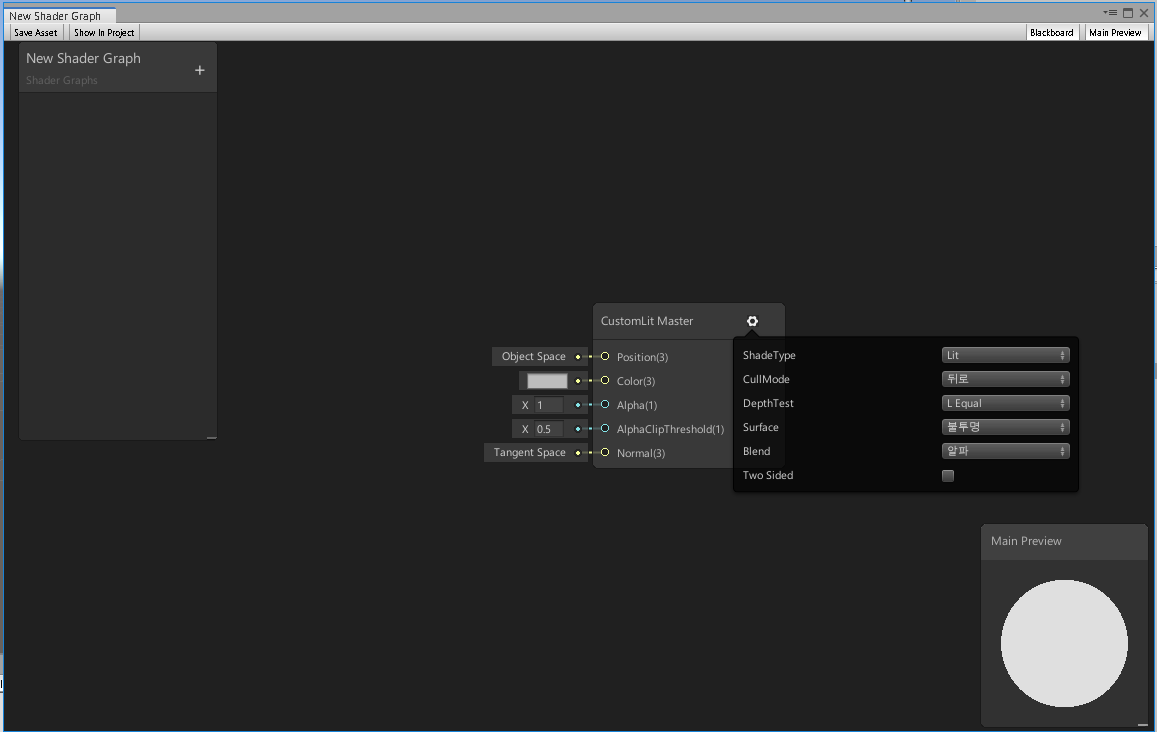 New Shader Graph
Save Asset
Show In Project
Blackboard
Main Preview
New Shader Graph
+
Shader Graphs
CustomLit Master
Object Space
Position(3)
Color(3)
X 1
Alpha(1)
X 0.5
AlphaClipThreshold(1)
Tangent Space
Normal(3)
ShadeType
Lit
CullMode
뒤로
DepthTest
L Equal
Surface
불투명
Blend
알파
Two Sided
Main Preview